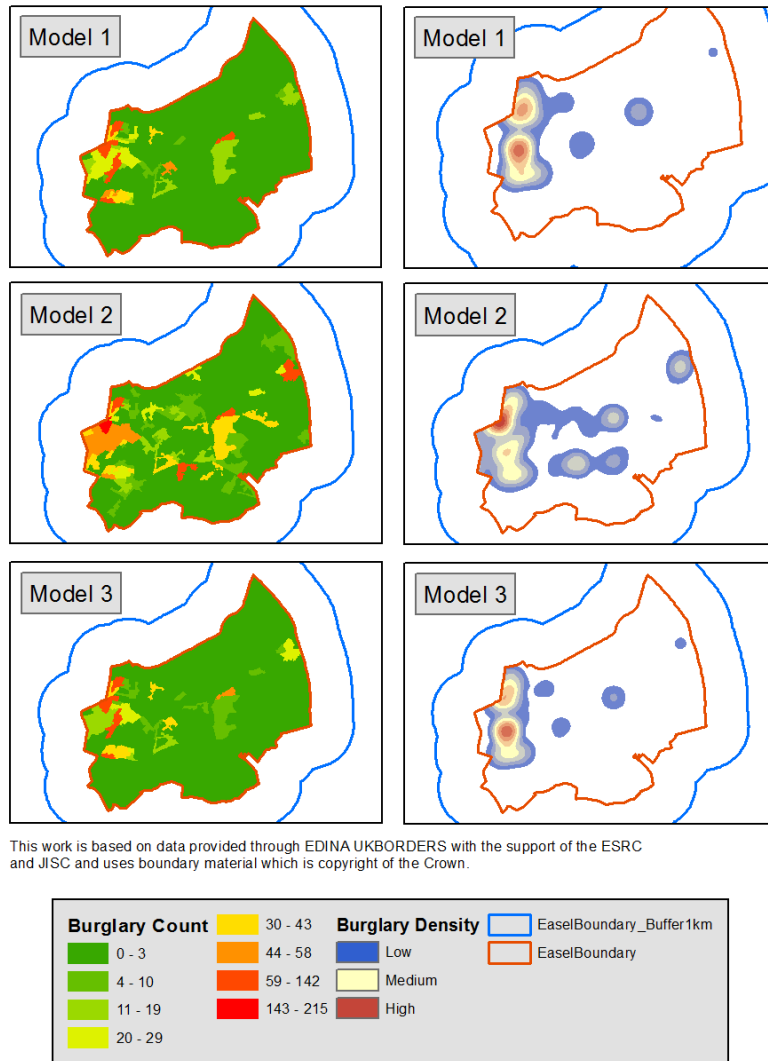 Model 1
Model 1
Model 2
Model 2
Model 3
Model 3
This work is based on data provided through EDINA UKBORDERS with the support of the ESRC
and JISC and uses boundary material which is copyright of the Crown.
Burglary Count
0 - 3
4 - 10
11 - 19
20 - 29
30 - 43
44 - 58
59 - 142
143 - 215
Burglary Density
Low
Medium
High
EaselBoundary_Buffer1km
EaselBoundary